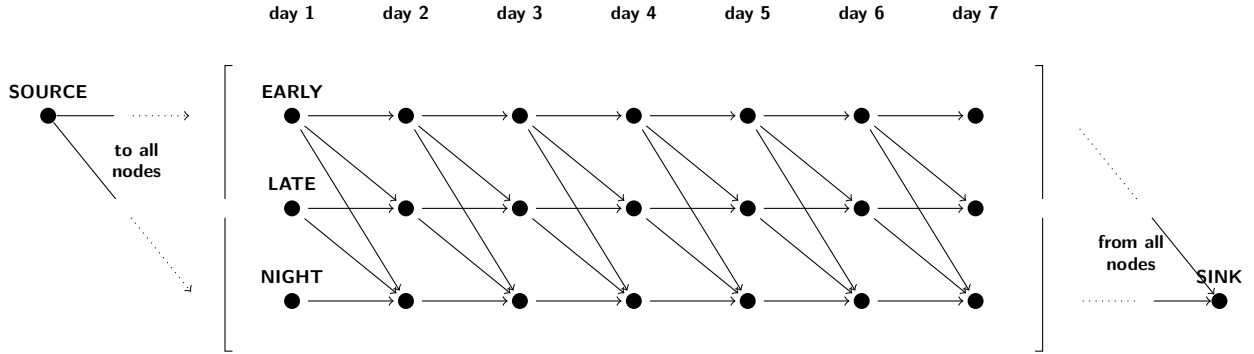 day 1 day 2 day 3 day 4 day 5 day 6 day 7
SOURCE
EARLY
to all
nodes
LATE
from all
nodes
NIGHT
SINK